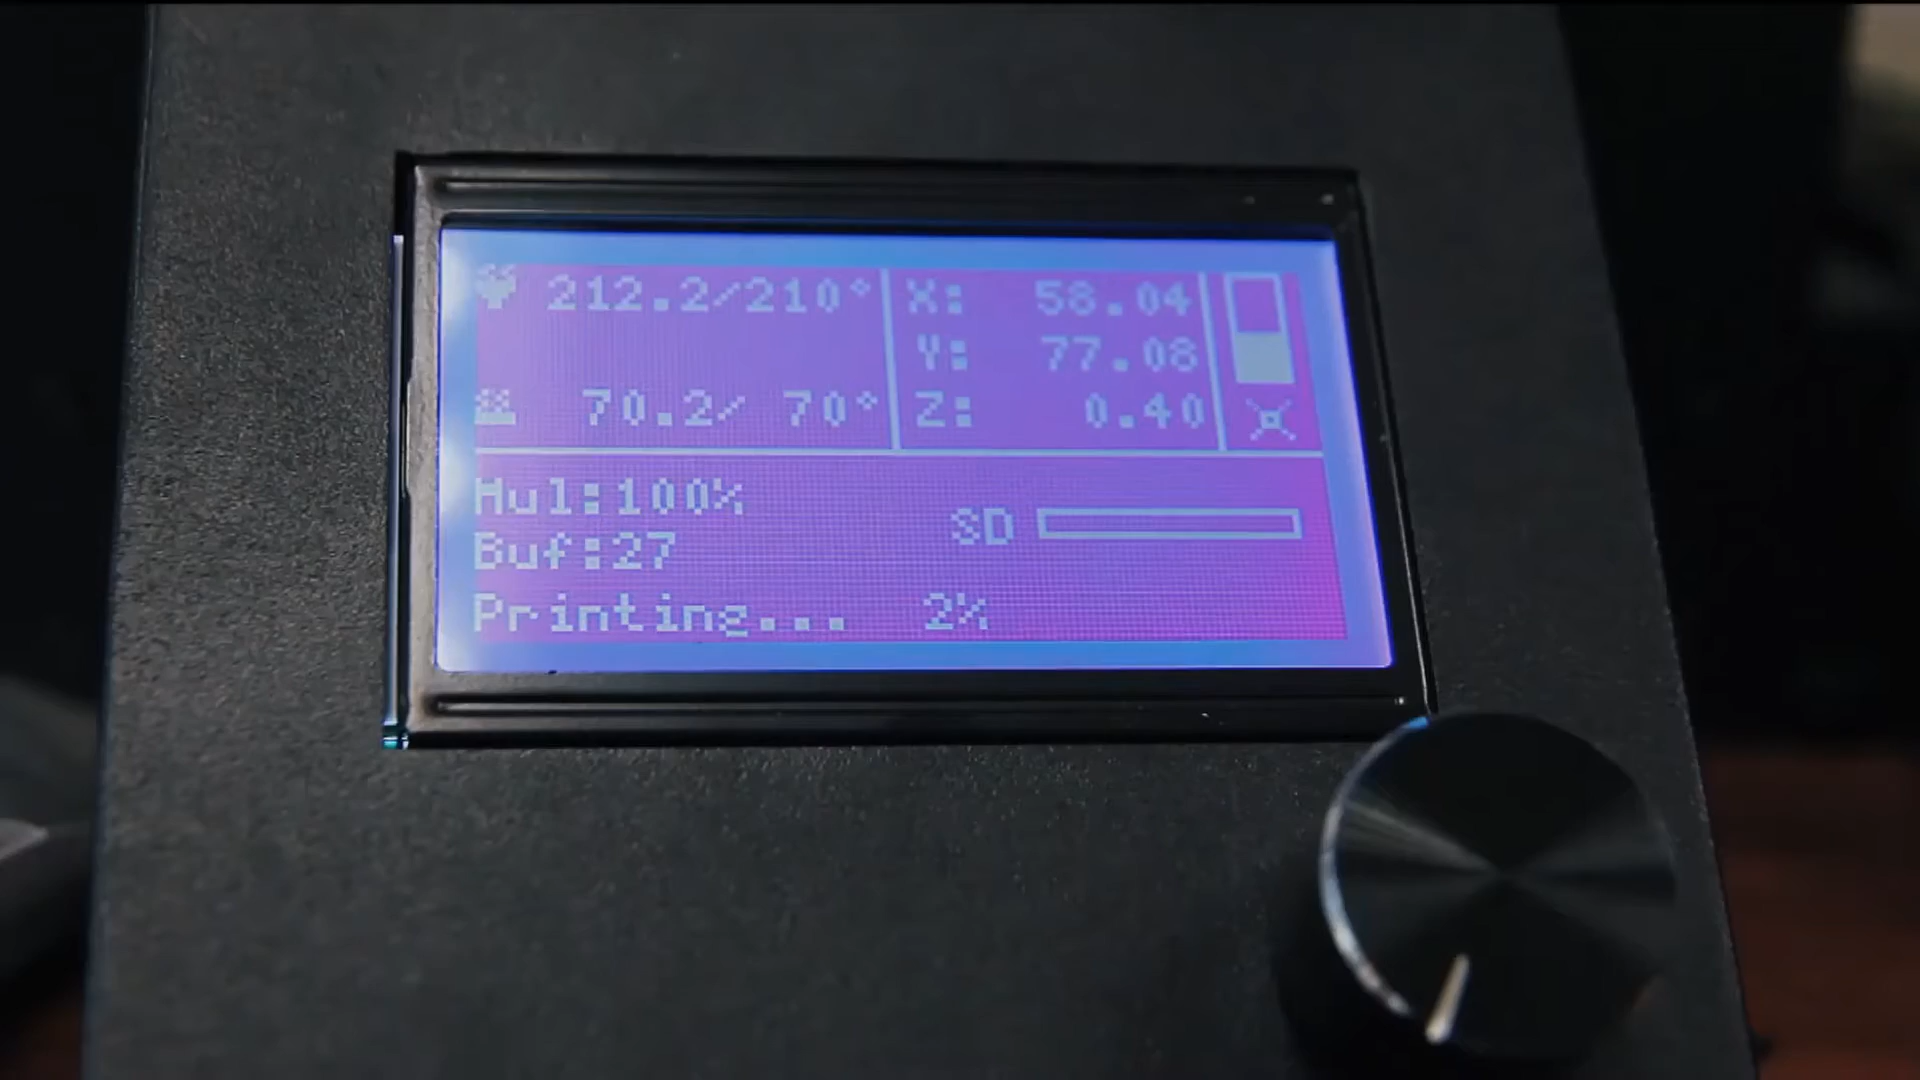 212.2/210°
70.2/ 70°
X: 58.04
Y: 77.08
Z: 0.40
Mul:100%
Buf:27
SD
Printing... 2%